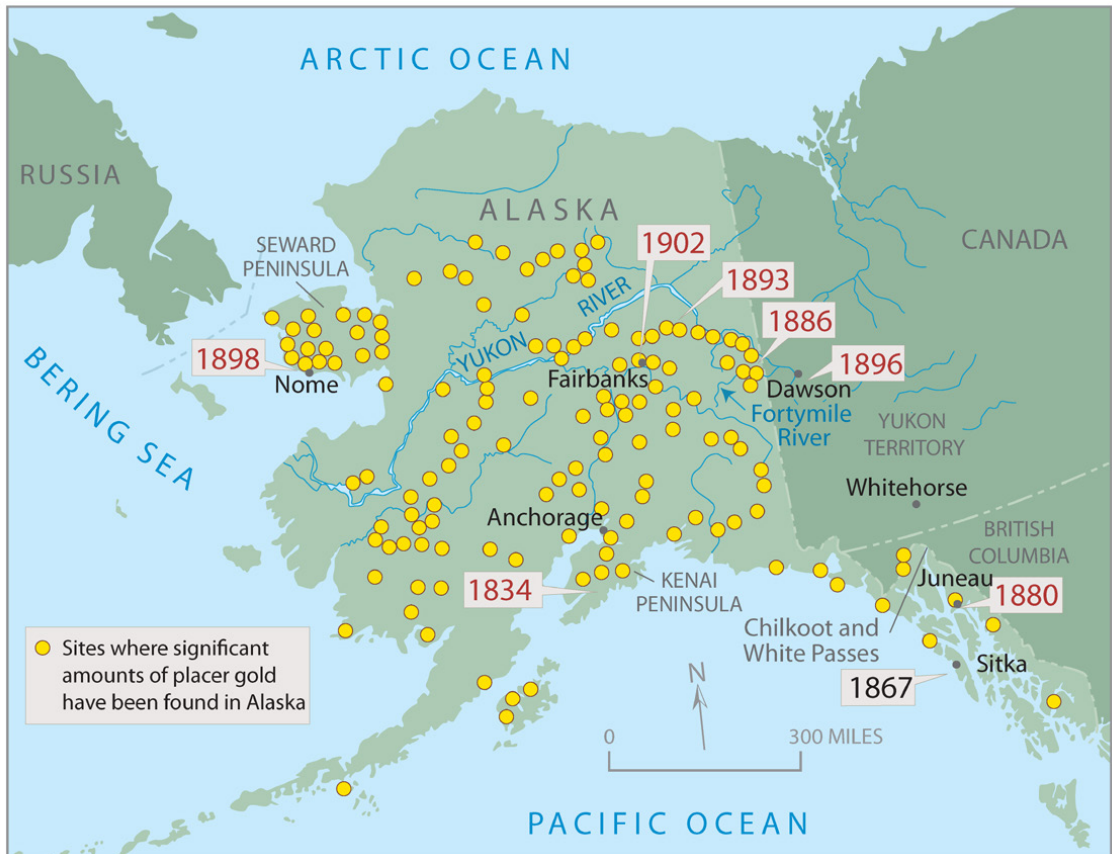 ARCTIC OCEAN
RUSSIA
ALASKA
CANADA
SEWARD
PENINSULA
1902
1893
RIVER
YUKON
1886
1898
Nome
Fairbanks
Dawson
1896
Fortymile
River
BERING SEA
YUKON
TERRITORY
Whitehorse
Anchorage
BRITISH
COLUMBIA
1834
KENAI
PENINSULA
Juneau
1880
Chilkoot and
White Passes
Sitka
1867
Sites where significant
amounts of placer gold
have been found in Alaska
N
0 300 MILES
PACIFIC OCEAN